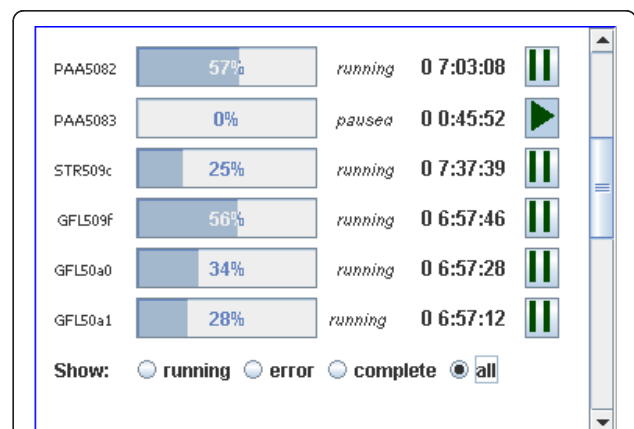 PAA5082 57% running 0 7:03:08
PAA5083 0% paused 0 0:45:52
STR509c 25% running 0 7:37:39
GFL509f 56% running 0 6:57:46
GFL50a0 34% running 0 6:57:28
GFL50a1 28% running 0 6:57:12
Show: running error complete all